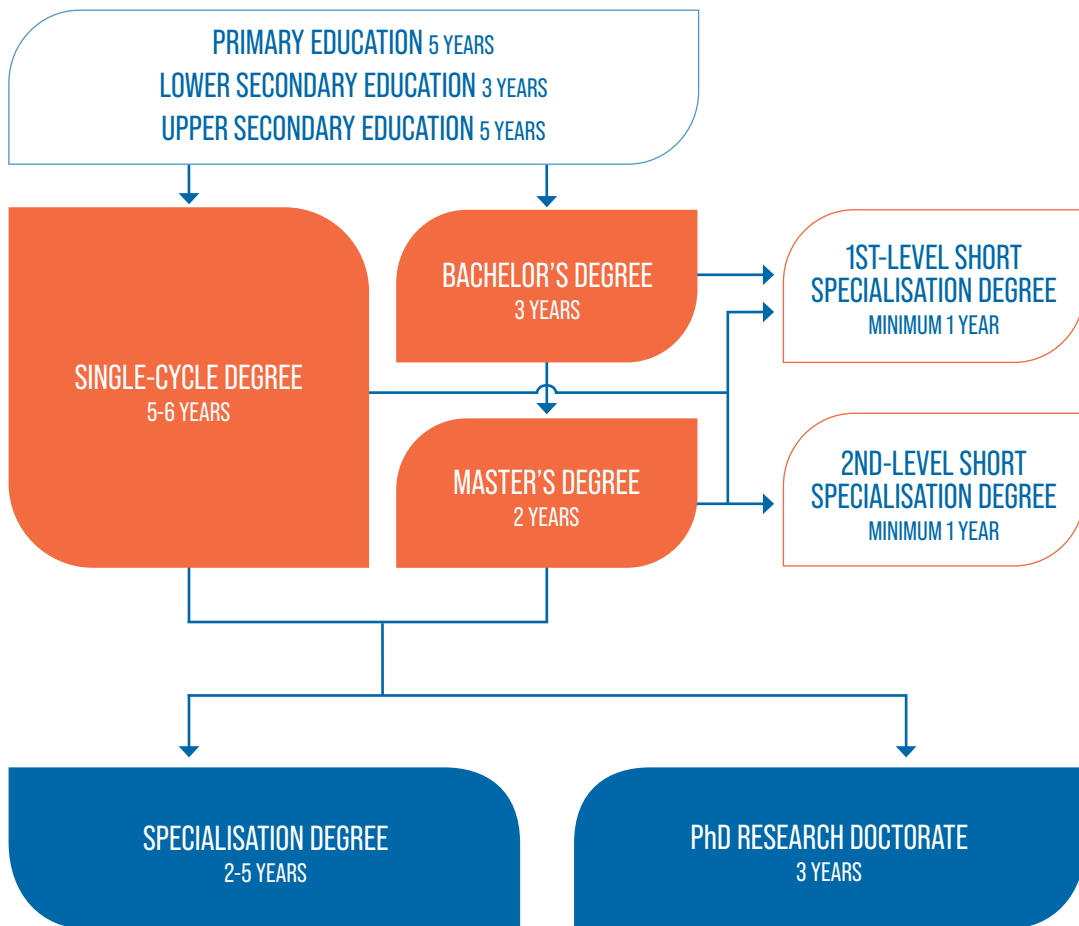 PRIMARY EDUCATION 5 YEARS
LOWER SECONDARY EDUCATION 3 YEARS
UPPER SECONDARY EDUCATION 5 YEARS
SINGLE-CYCLE DEGREE
5-6 YEARS
BACHELOR'S DEGREE
3 YEARS
1ST-LEVEL SHORT
SPECIALISATION DEGREE
MINIMUM 1 YEAR
MASTER'S DEGREE
2 YEARS
2ND-LEVEL SHORT
SPECIALISATION DEGREE
MINIMUM 1 YEAR
SPECIALISATION DEGREE
2-5 YEARS
PhD RESEARCH DOCTORATE
3 YEARS